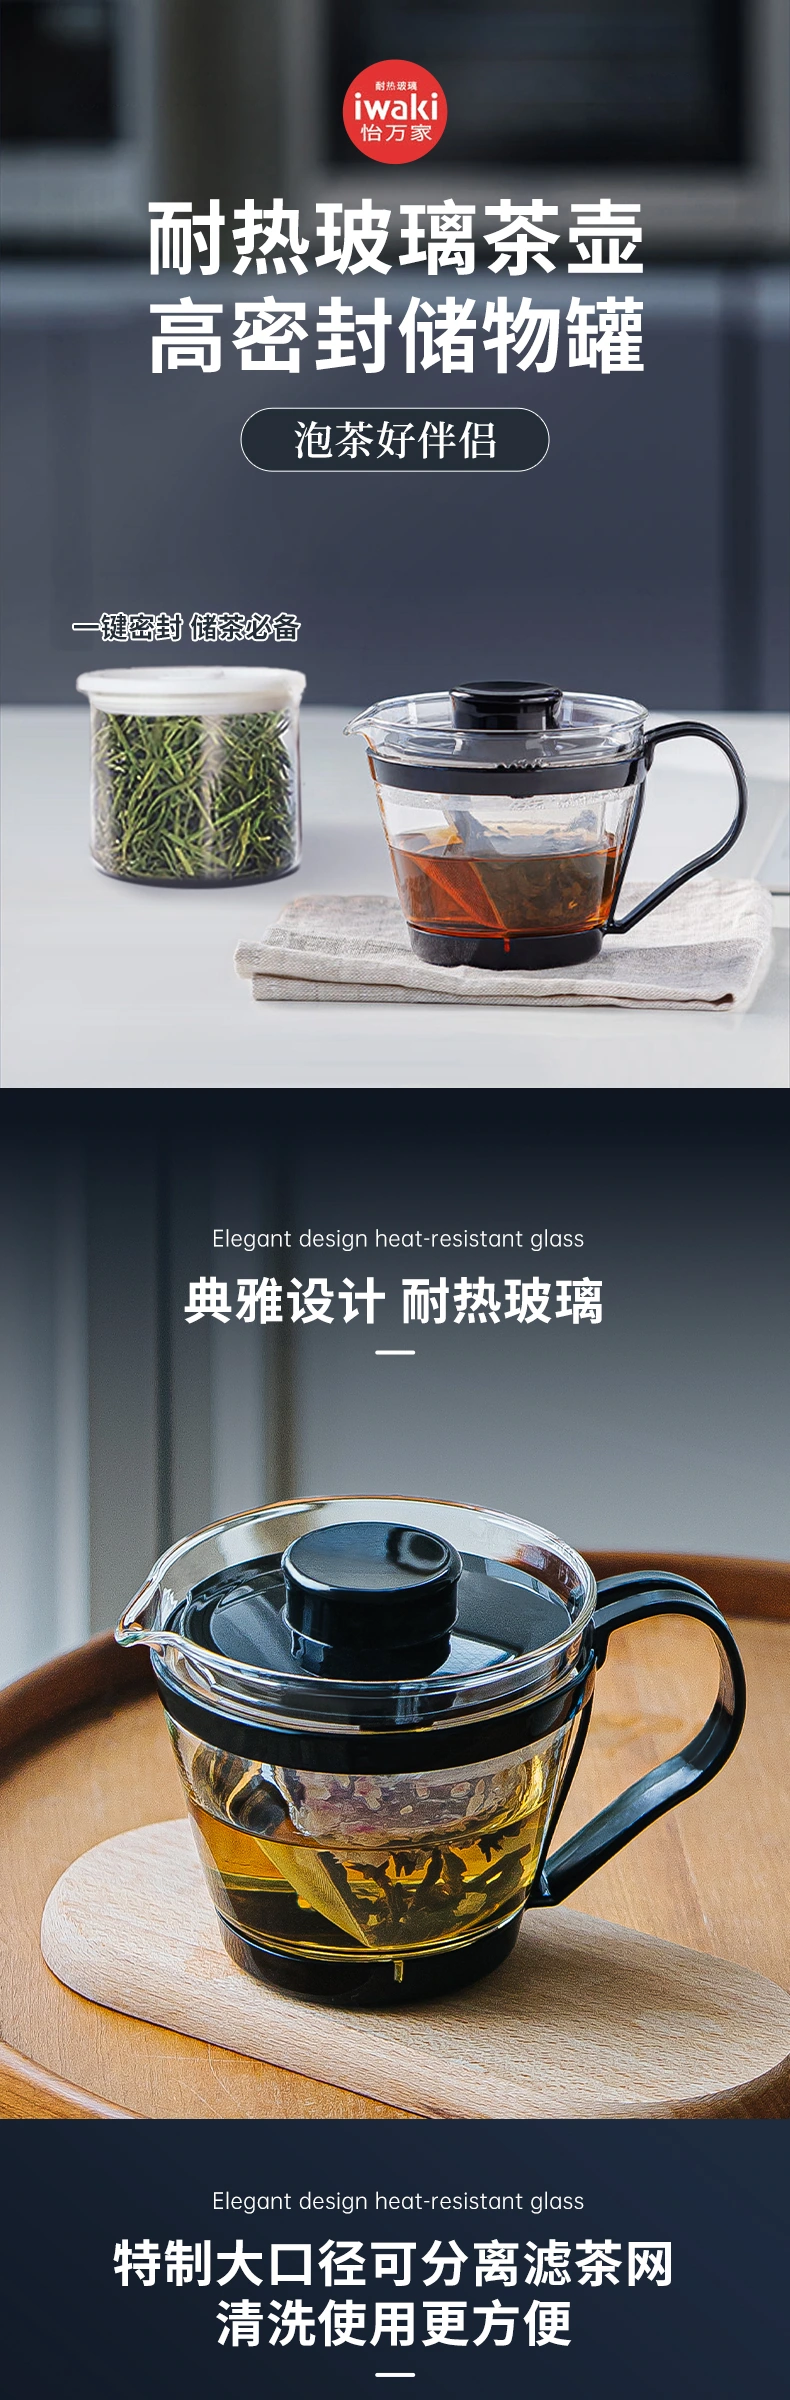 耐热玻璃
iwaki
怡万家
耐热玻璃茶壶
高密封储物罐
泡茶好伴侣
一键密封 储茶必备
Elegant design heat-resistant glass
典雅设计 耐热玻璃
Elegant design heat-resistant glass
特制大口径可分离滤茶网
清洗使用更方便